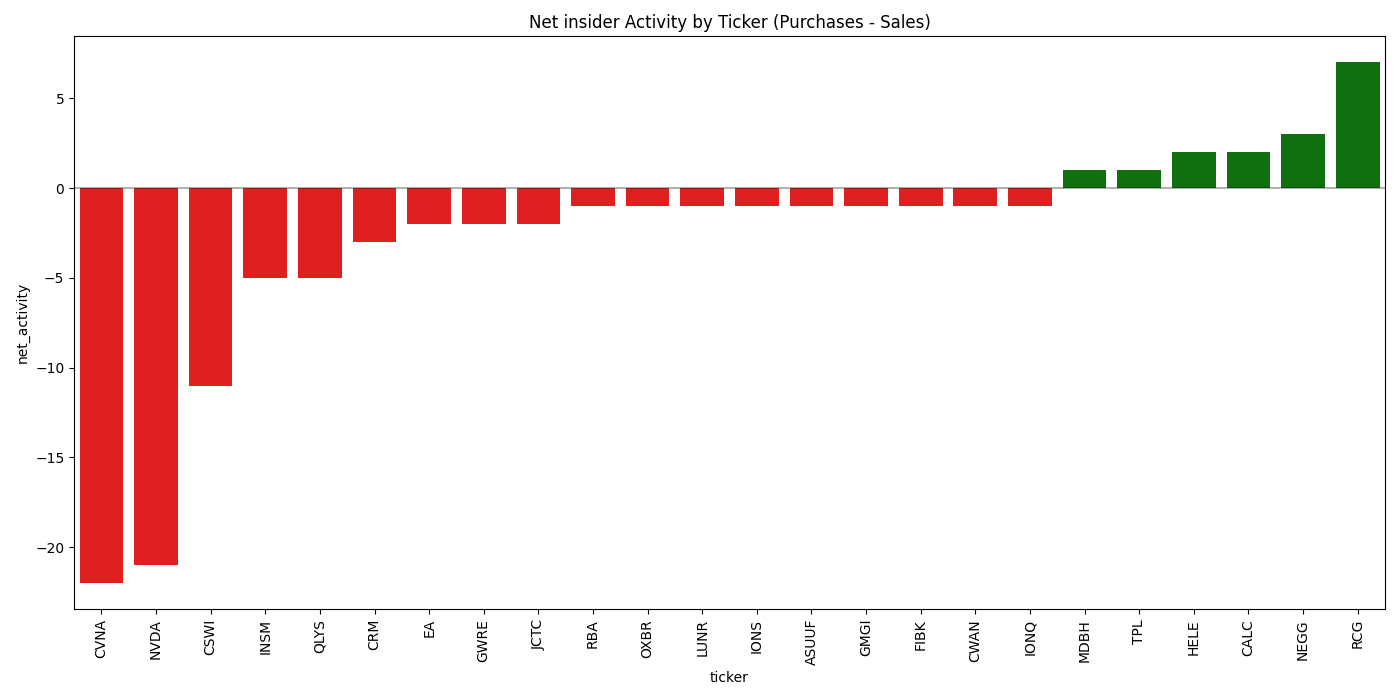 Net insider Activity by Ticker (Purchases - Sales)
net_activity
5
0
−5
−10
−15
−20
CVNA
NVDA
CSWI
INSM
QLYS
CRM
EA
GWRE
JCTC
RBA
OXBR
LUNR
IONS
ASUUF
GMGI
FIBK
CWAN
IONQ
MDBH
TPL
HELE
CALC
NEGG
RCG
ticker